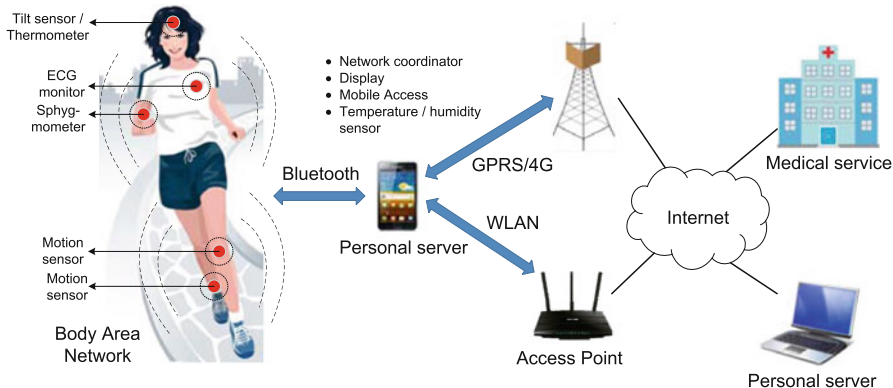 Tilt sensor /
Thermometer
ECG
monitor
Sphyg-
mometer
Motion
sensor
Motion
sensor
Body Area
Network
Bluetooth
• Network coordinator
• Display
• Mobile Access
• Temperature / humidity
sensor
Personal server
GPRS/4G
WLAN
Access Point
Internet
Medical service
Personal server